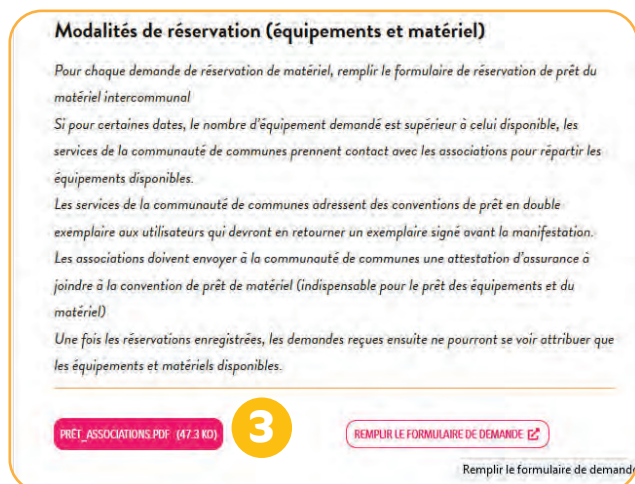 Modalités de réservation (équipements et matériel)
Pour chaque demande de réservation de matériel, remplir le formulaire de réservation de prêt du
matériel intercommunal
Si pour certaines dates, le nombre d'équipement demandé est supérieur à celui disponible, les
services de la communauté de communes prennent contact avec les associations pour répartir les
équipements disponibles.
Les services de la communauté de communes adressent des conventions de prêt en double
exemplaire aux utilisateurs qui devront en retourner un exemplaire signé avant la manifestation.
Les associations doivent envoyer à la communauté de communes une attestation d'assurance à
joindre à la convention de prêt de matériel (indispensable pour le prêt des équipements et du
matériel)
Une fois les réservations enregistrées, les demandes reçues ensuite ne pourront se voir attribuer que
les équipements et matériels disponibles.
PRÊT_ASSOCIATIONS.PDF (47.3 KO) 3 REMPLIR LE FORMULAIRE DE DEMANDE
Remplir le formulaire de demande